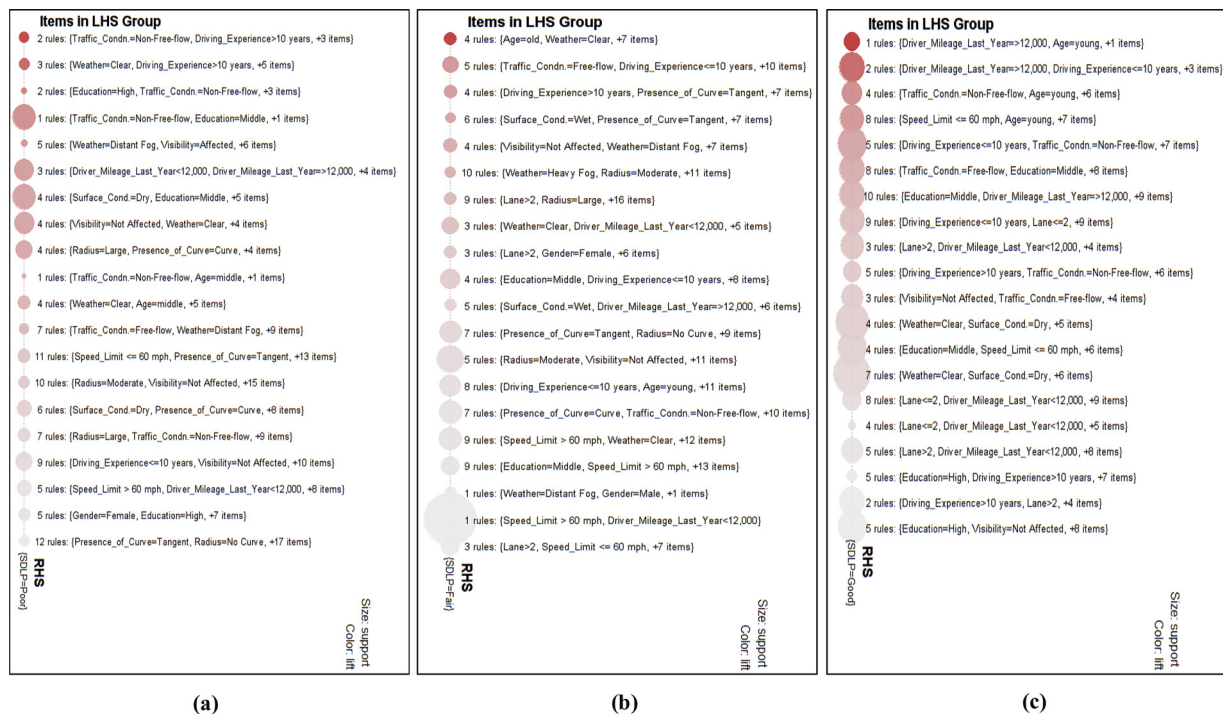 Items in LHS Group
2 rules: {Traffic_Condn.=Non-Free-flow, Driving_Experience>10 years, +3 items}
3 rules: {Weather=Clear, Driving_Experience>10 years, +5 items}
2 rules: {Education=High, Traffic_Condn.=Non-Free-flow, +3 items}
1 rules: {Traffic_Condn.=Non-Free-flow, Education=Middle, +1 items}
5 rules: {Weather=Distant Fog, Visibility=Affected, +6 items}
3 rules: {Driver_Mileage_Last_Year<12,000, Driver_Mileage_Last_Year=>12,000, +4 items}
4 rules: {Surface_Cond.=Dry, Education=Middle, +5 items}
4 rules: {Visibility=Not Affected, Weather=Clear, +4 items}
4 rules: {Radius=Large, Presence_of_Curve=Curve, +4 items}
1 rules: {Traffic_Condn.=Non-Free-flow, Age=middle, +1 items}
4 rules: {Weather=Clear, Age=middle, +5 items}
7 rules: {Traffic_Condn.=Free-flow, Weather=Distant Fog, +9 items}
11 rules: {Speed_Limit <= 60 mph, Presence_of_Curve=Tangent, +13 items}
10 rules: {Radius=Moderate, Visibility=Not Affected, +15 items}
6 rules: {Surface_Cond.=Dry, Presence_of_Curve=Curve, +8 items}
7 rules: {Radius=Large, Traffic_Condn.=Non-Free-flow, +9 items}
9 rules: {Driving_Experience<=10 years, Visibility=Not Affected, +10 items}
5 rules: {Speed_Limit > 60 mph, Driver_Mileage_Last_Year<12,000, +8 items}
5 rules: {Gender=Female, Education=High, +7 items}
12 rules: {Presence_of_Curve=Tangent, Radius=No Curve, +17 items}
RHS
{SDLP=Poor}
Size: support
Color: lift
(a)
Items in LHS Group
4 rules: {Age=old, Weather=Clear, +7 items}
5 rules: {Traffic_Condn.=Free-flow, Driving_Experience<=10 years, +10 items}
4 rules: {Driving_Experience>10 years, Presence_of_Curve=Tangent, +7 items}
6 rules: {Surface_Cond.=Wet, Presence_of_Curve=Tangent, +7 items}
4 rules: {Visibility=Not Affected, Weather=Distant Fog, +7 items}
10 rules: {Weather=Heavy Fog, Radius=Moderate, +11 items}
9 rules: {Lane>2, Radius=Large, +16 items}
3 rules: {Weather=Clear, Driver_Mileage_Last_Year<12,000, +5 items}
3 rules: {Lane>2, Gender=Female, +6 items}
4 rules: {Education=Middle, Driving_Experience<=10 years, +8 items}
5 rules: {Surface_Cond.=Wet, Driver_Mileage_Last_Year=>12,000, +6 items}
7 rules: {Presence_of_Curve=Tangent, Radius=No Curve, +9 items}
5 rules: {Radius=Moderate, Visibility=Not Affected, +11 items}
8 rules: {Driving_Experience<=10 years, Age=young, +11 items}
7 rules: {Presence_of_Curve=Curve, Traffic_Condn.=Non-Free-flow, +10 items}
9 rules: {Speed_Limit > 60 mph, Weather=Clear, +12 items}
9 rules: {Education=Middle, Speed_Limit > 60 mph, +13 items}
1 rules: {Weather=Distant Fog, Gender=Male, +1 items}
1 rules: {Speed_Limit > 60 mph, Driver_Mileage_Last_Year<12,000}
3 rules: {Lane>2, Speed_Limit <= 60 mph, +7 items}
RHS
{SDLP=Fair}
Size: support
Color: lift
(b)
Items in LHS Group
1 rules: {Driver_Mileage_Last_Year=>12,000, Age=young, +1 items}
2 rules: {Driver_Mileage_Last_Year=>12,000, Driving_Experience<=10 years, +3 items}
4 rules: {Traffic_Condn.=Non-Free-flow, Age=young, +6 items}
8 rules: {Speed_Limit <= 60 mph, Age=young, +7 items}
5 rules: {Driving_Experience<=10 years, Traffic_Condn.=Non-Free-flow, +7 items}
8 rules: {Traffic_Condn.=Free-flow, Education=Middle, +8 items}
10 rules: {Education=Middle, Driver_Mileage_Last_Year=>12,000, +9 items}
9 rules: {Driving_Experience<=10 years, Lane<=2, +9 items}
3 rules: {Lane>2, Driver_Mileage_Last_Year<12,000, +4 items}
5 rules: {Driving_Experience>10 years, Traffic_Condn.=Non-Free-flow, +6 items}
3 rules: {Visibility=Not Affected, Traffic_Condn.=Free-flow, +4 items}
4 rules: {Weather=Clear, Surface_Cond.=Dry, +5 items}
4 rules: {Education=Middle, Speed_Limit <= 60 mph, +6 items}
7 rules: {Weather=Clear, Surface_Cond.=Dry, +6 items}
8 rules: {Lane<=2, Driver_Mileage_Last_Year<12,000, +9 items}
4 rules: {Lane<=2, Driver_Mileage_Last_Year<12,000, +5 items}
5 rules: {Lane>2, Driver_Mileage_Last_Year<12,000, +8 items}
5 rules: {Education=High, Driving_Experience>10 years, +7 items}
2 rules: {Driving_Experience>10 years, Lane>2, +4 items}
5 rules: {Education=High, Visibility=Not Affected, +8 items}
RHS
{SDLP=Good}
Size: support
Color: lift
(c)